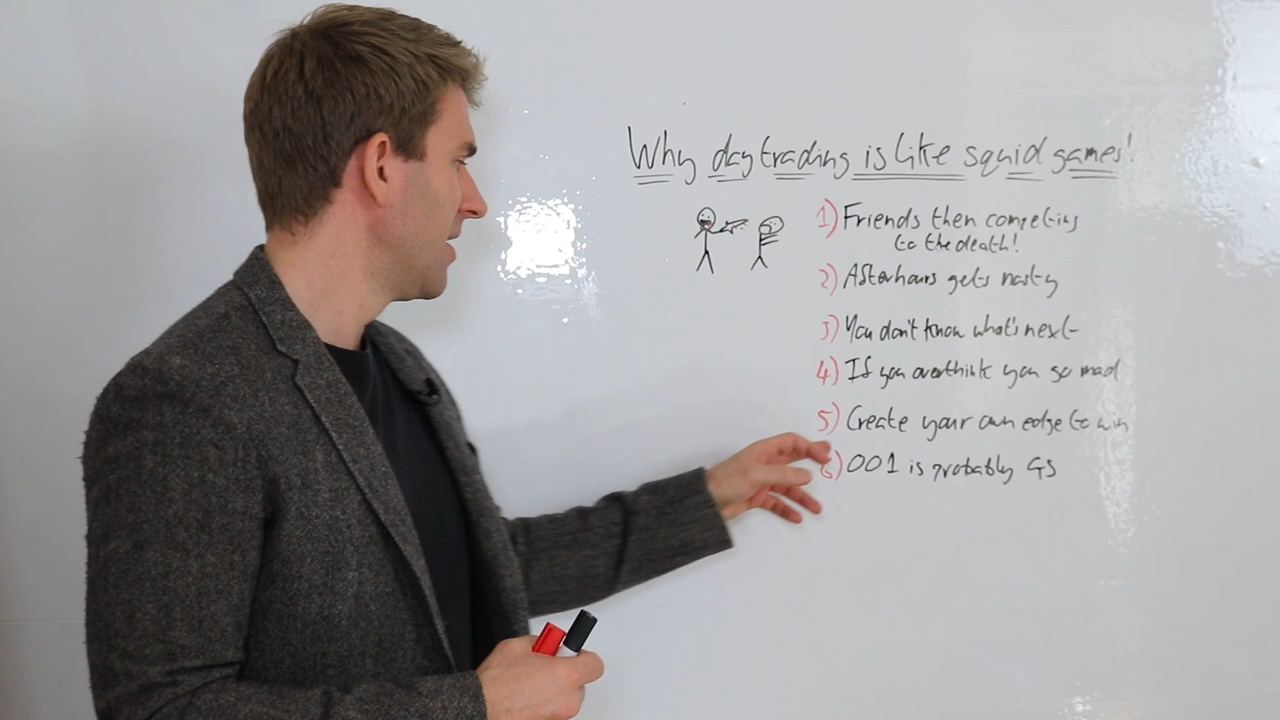 Why day trading is like squid games!
1) Friends then competing
to the death!
2) Afterhours gets nasty
3) You don't know what's next
4) If you overthink you go mad
5) Create your own edge to win
6) 001 is probably GS